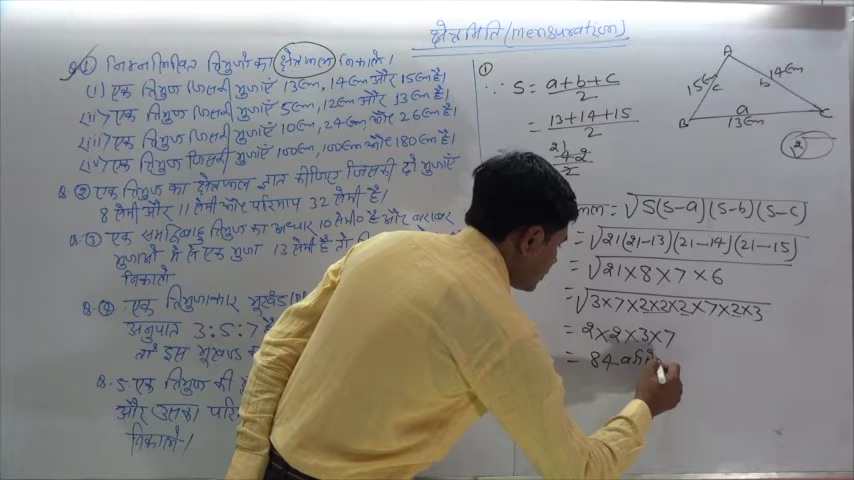 क्षेत्रमिति (Mensuration)
Q.① निम्नलिखित त्रिभुजों का क्षेत्रफल निकालें।
(i) एक त्रिभुज जिसकी भुजाएँ 13cm, 14cm और 15cm है।
(ii) एक त्रिभुज जिसकी भुजाएँ 5cm, 12cm और 13cm है।
(iii) एक त्रिभुज जिसकी भुजाएँ 10cm, 24cm और 26cm है।
(iv) एक त्रिभुज जिसकी भुजाएँ और 180cm है।
Q.② एक त्रिभुज का क्षेत्रफल ज्ञात कीजिए जिसकी दो भुजाएँ
8 सेमी और 11 सेमी और परिमाप 32 सेमी है।
Q.③ एक समद्विबाहु त्रिभुज का आधार 10 सेमी० है और बराबर
भुजाओं में से एक भुजा 13 सेमी है तो
निकालें
Q.④ एक त्रिभुजाकार भूखंड
अनुपात 3:5:7 है
तो इस भूखण्ड
Q.5 एक त्रिभुज की
और उसका परि
निकालें।
①
∵ S = a+b+c
2
= 13+14+15
2
21
42
2
A
15cm
c
14cm
b
a
B
C
13cm
2
फल = √S(S-a)(S-b)(S-c)
= √21(21-13)(21-14)(21-15)
= √21×8×7×6
= √3×7×2×2×2×7×2×3
= 2×2×3×7
= 84 वर्ग